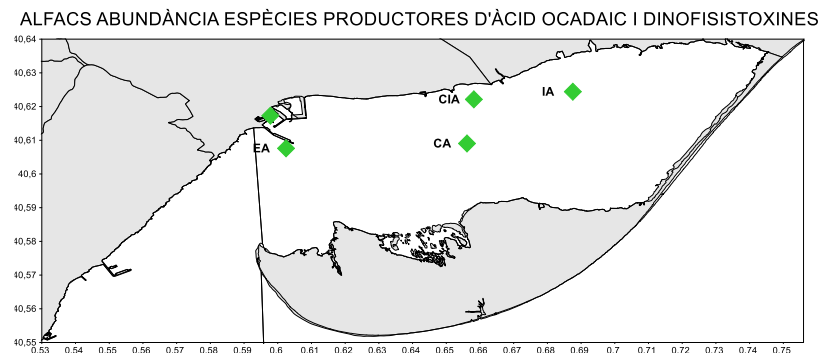 ALFACS ABUNDÀNCIA ESPÈCIES PRODUCTORES D'ÀCID OCADAIC I DINOFISISTOXINES
40,64
40,63
40,62
40,61
40,6
40,59
40,58
40,57
40,56
40,55
CIA
IA
EA
CA
0.53 0.54 0.55 0.56 0.57 0.58 0.59 0.6 0.61 0.62 0.63 0.64 0.65 0.66 0.67 0.68 0.69 0.7 0.71 0.72 0.73 0.74 0.75